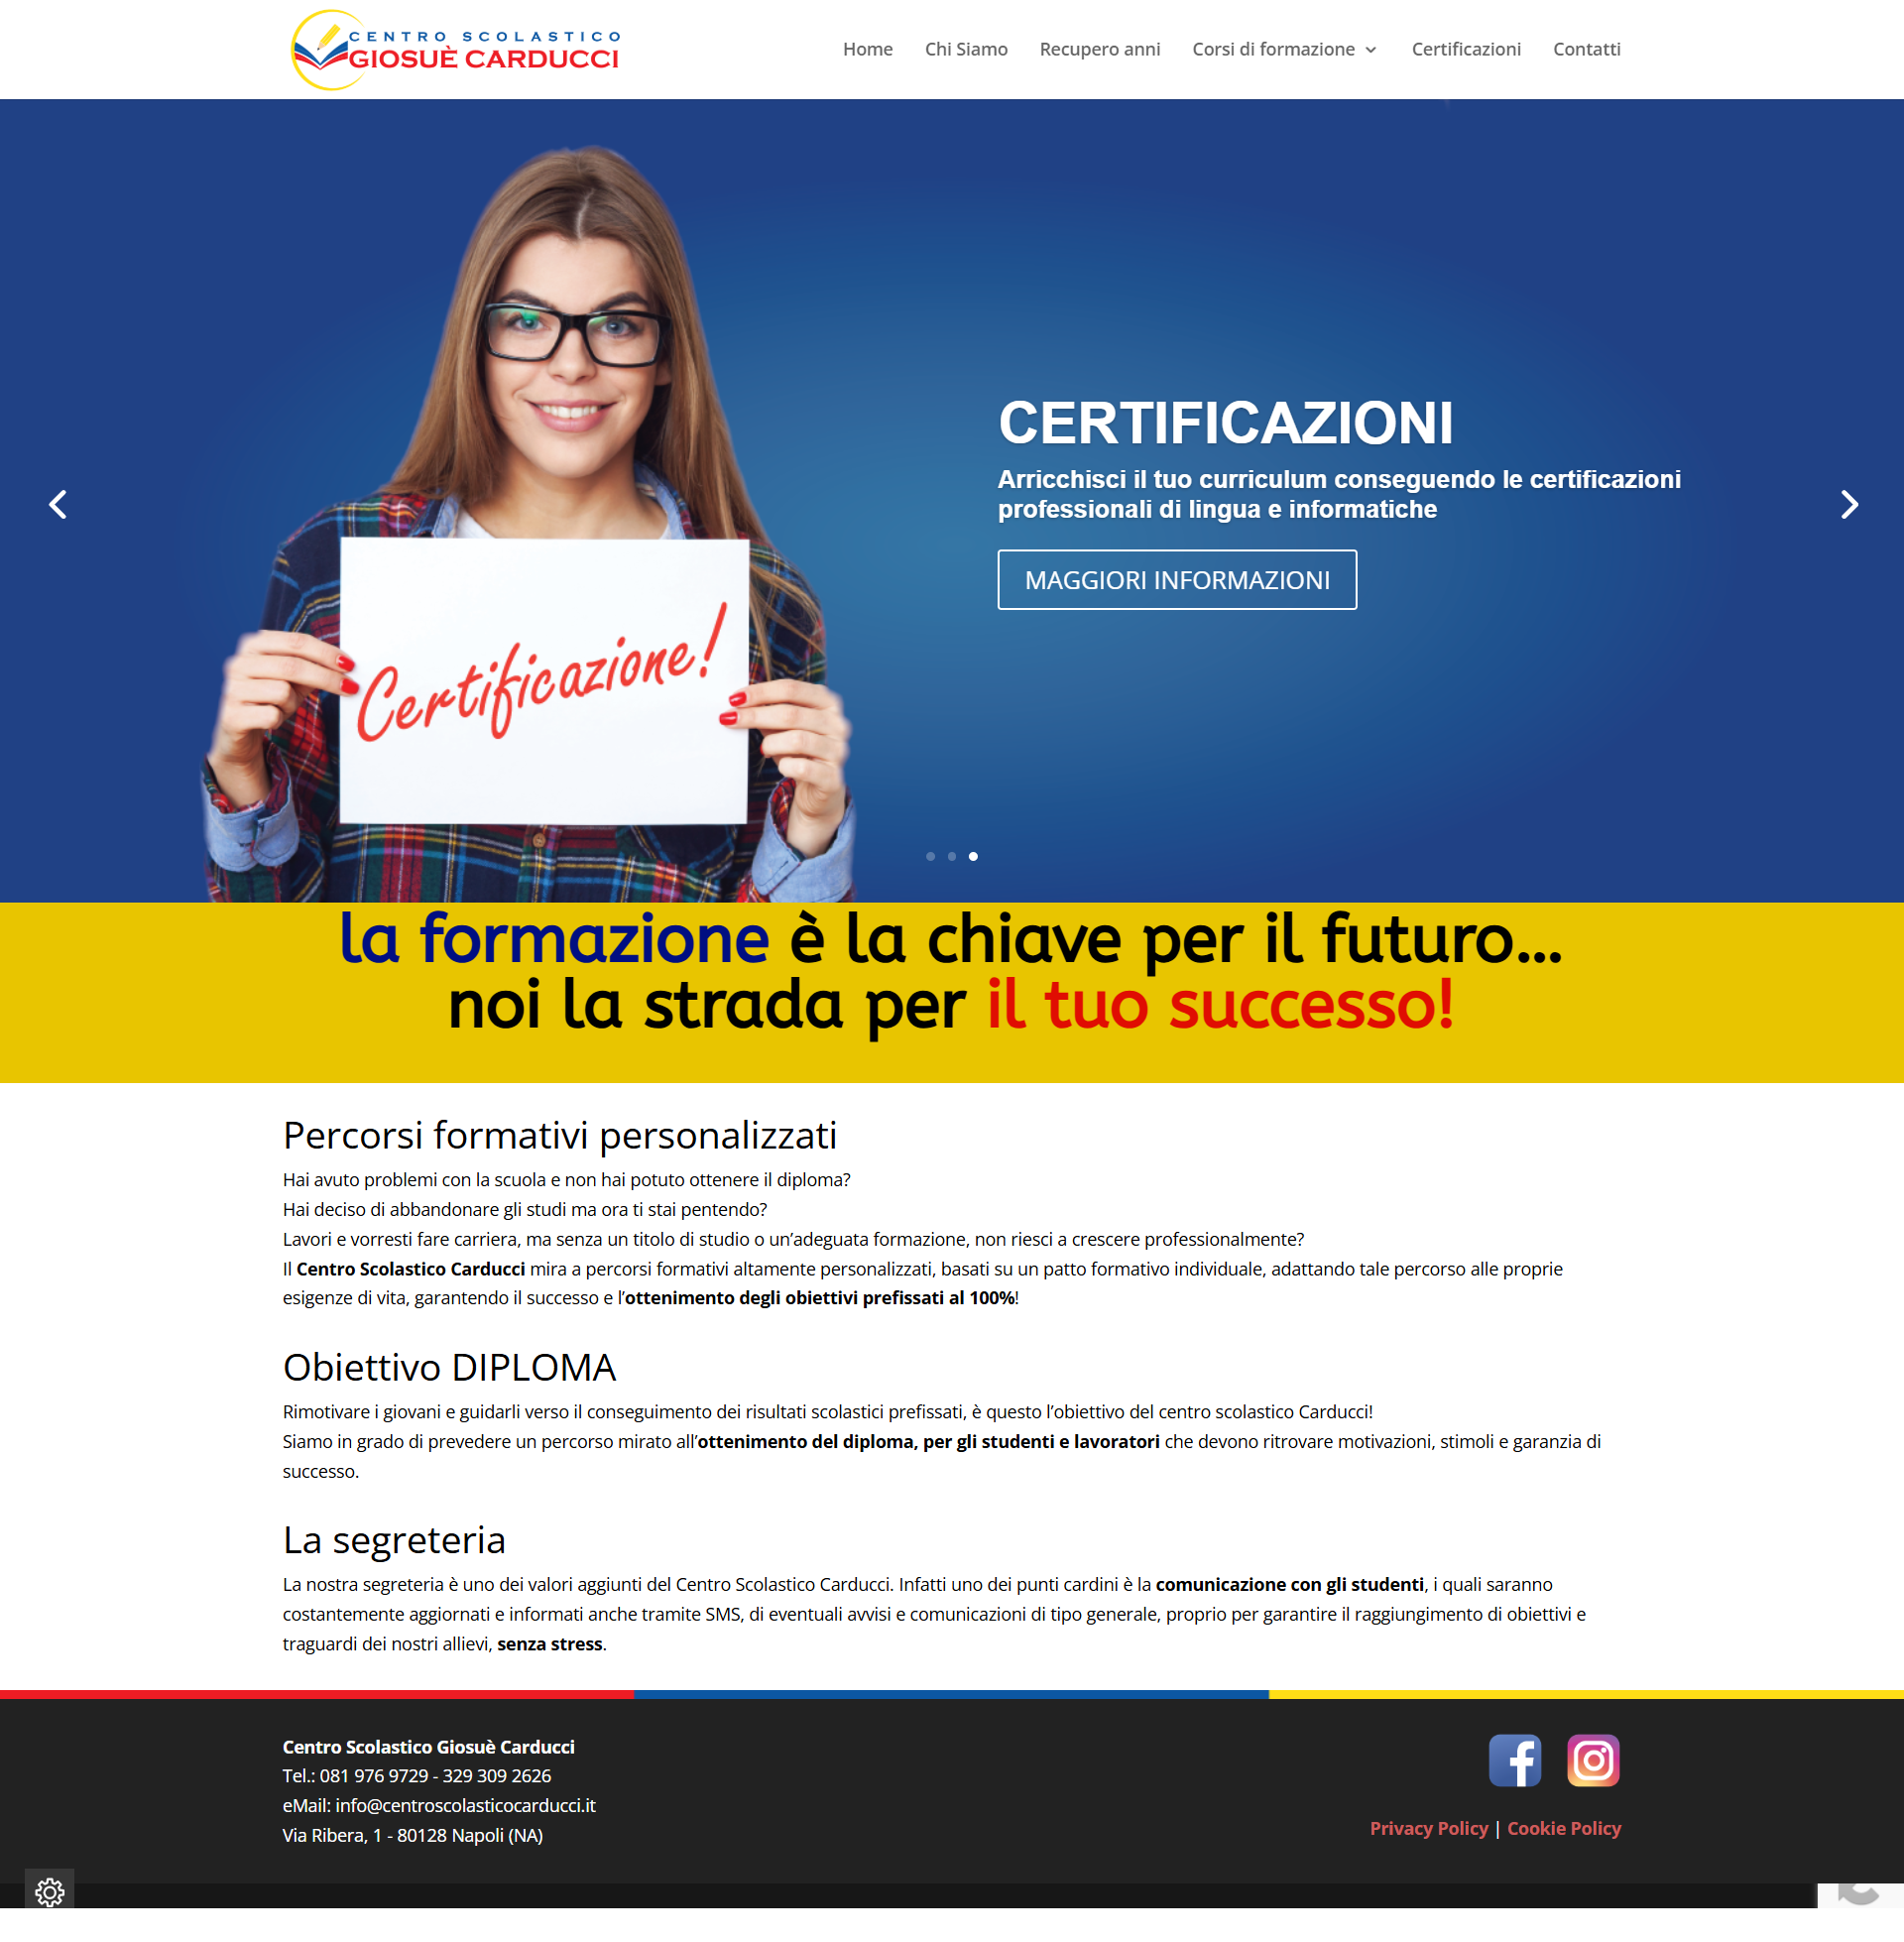 CENTRO SCOLASTICO
GIOSUÈ CARDUCCI
Home
Chi Siamo
Recupero anni
Corsi di formazione
Certificazioni
Contatti
CERTIFICAZIONI
Arricchisci il tuo curriculum conseguendo le certificazioni
professionali di lingua e informatiche
MAGGIORI INFORMAZIONI
Certificazione!
la formazione è la chiave per il futuro...
noi la strada per il tuo successo!
Percorsi formativi personalizzati
Hai avuto problemi con la scuola e non hai potuto ottenere il diploma?
Hai deciso di abbandonare gli studi ma ora ti stai pentendo?
Lavori e vorresti fare carriera, ma senza un titolo di studio o un’adeguata formazione, non riesci a crescere professionalmente?
Il Centro Scolastico Carducci mira a percorsi formativi altamente personalizzati, basati su un patto formativo individuale, adattando tale percorso alle proprie
esigenze di vita, garantendo il successo e l’ottenimento degli obiettivi prefissati al 100%!
Obiettivo DIPLOMA
Rimotivare i giovani e guidarli verso il conseguimento dei risultati scolastici prefissati, è questo l’obiettivo del centro scolastico Carducci!
Siamo in grado di prevedere un percorso mirato all’ottenimento del diploma, per gli studenti e lavoratori che devono ritrovare motivazioni, stimoli e garanzia di
successo.
La segreteria
La nostra segreteria è uno dei valori aggiunti del Centro Scolastico Carducci. Infatti uno dei punti cardini è la comunicazione con gli studenti, i quali saranno
costantemente aggiornati e informati anche tramite SMS, di eventuali avvisi e comunicazioni di tipo generale, proprio per garantire il raggiungimento di obiettivi e
traguardi dei nostri allievi, senza stress.
Centro Scolastico Giosuè Carducci
Tel.: 081 976 9729 - 329 309 2626
eMail: info@centroscolasticocarducci.it
Via Ribera, 1 - 80128 Napoli (NA)
Privacy Policy | Cookie Policy